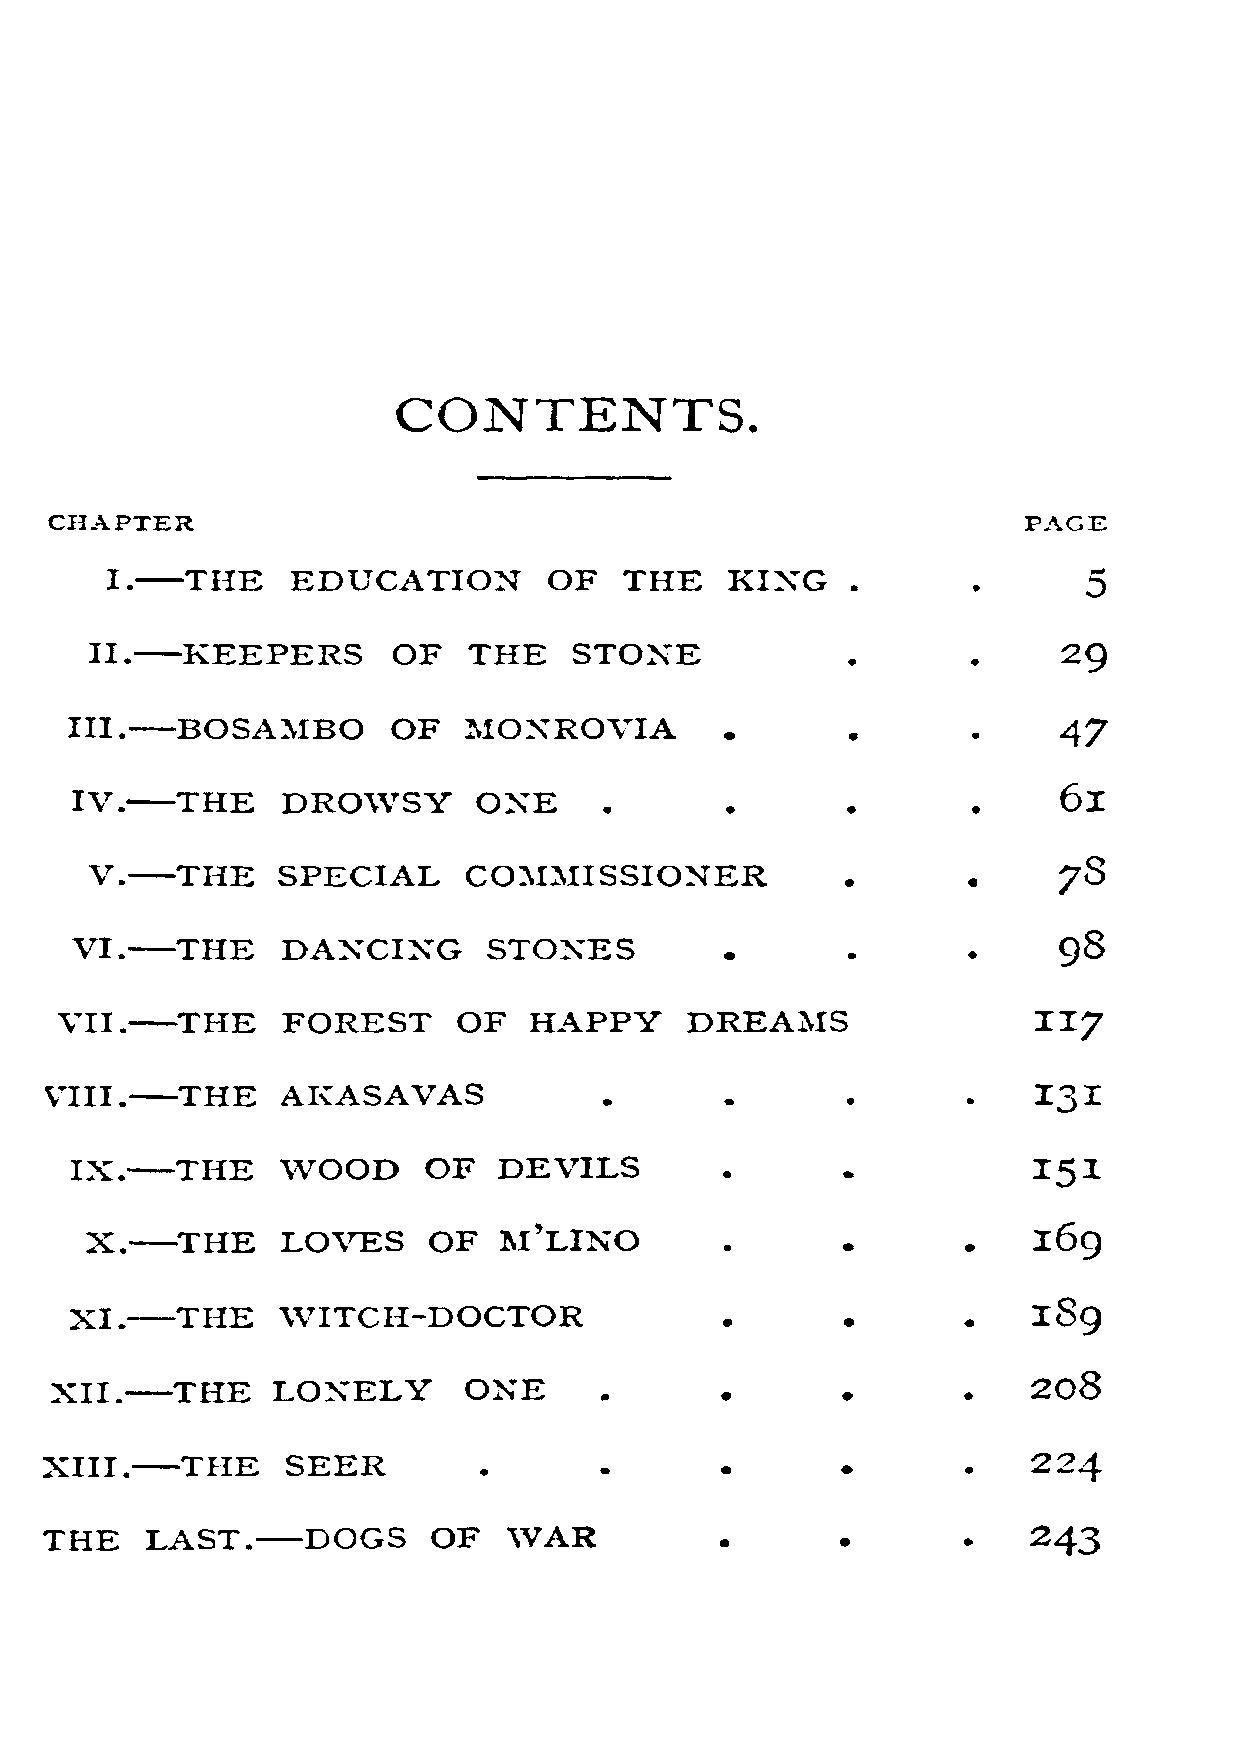 CONTENTS.
CHAPTER PAGE
I.—THE EDUCATION OF THE KING . . 5
II.—KEEPERS OF THE STONE . . 29
III.—BOSAMBO OF MONROVIA . . . 47
IV.—THE DROWSY ONE . . . . 61
V.—THE SPECIAL COMMISSIONER . . 78
VI.—THE DANCING STONES . . . 98
VII.—THE FOREST OF HAPPY DREAMS 117
VIII.—THE AKASAVAS . . . . 131
IX.—THE WOOD OF DEVILS . . 151
X.—THE LOVES OF M'LINO . . . 169
XI.—THE WITCH-DOCTOR . . . 189
XII.—THE LONELY ONE . . . . 208
XIII.—THE SEER . . . . . 224
THE LAST.—DOGS OF WAR . . . 243